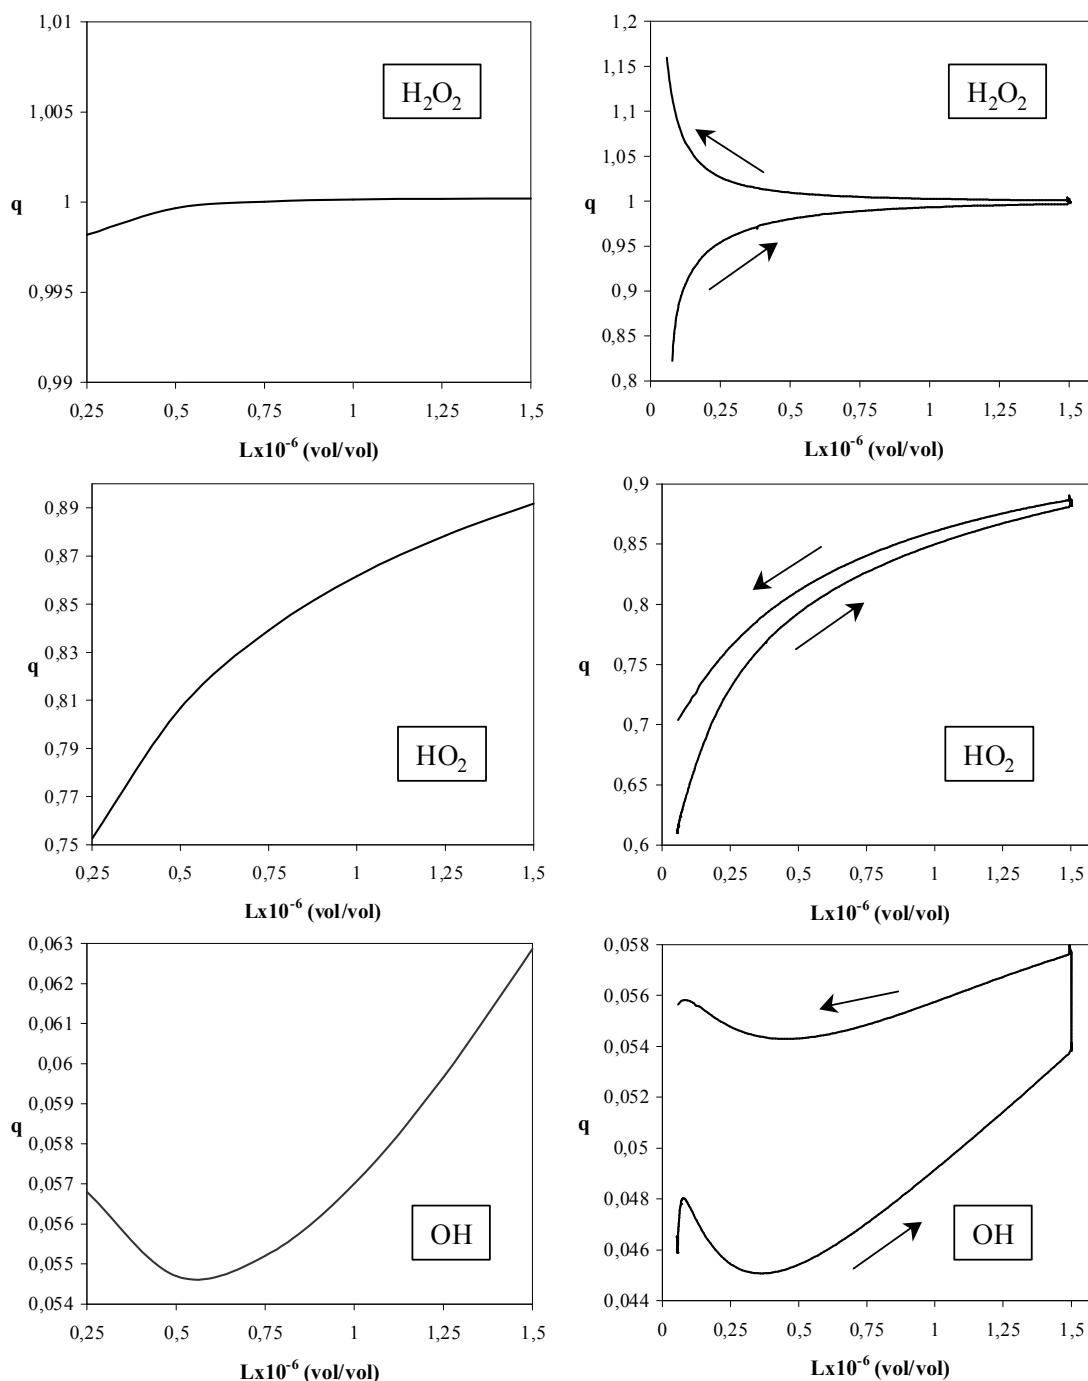 1,01
1,005
1
0,995
0,99
q
H2O2
0,25 0,5 0,75 1 1,25 1,5
Lx10-6 (vol/vol)
1,2
1,15
1,1
1,05
1
0,95
0,9
0,85
0,8
q
H2O2
0 0,25 0,5 0,75 1 1,25 1,5
Lx10-6 (vol/vol)
0,89
0,87
0,85
0,83
0,81
0,79
0,77
0,75
q
HO2
0,25 0,5 0,75 1 1,25 1,5
Lx10-6 (vol/vol)
0,9
0,85
0,8
0,75
0,7
0,65
0,6
q
HO2
0 0,25 0,5 0,75 1 1,25 1,5
Lx10-6 (vol/vol)
0,063
0,062
0,061
0,06
0,059
0,058
0,057
0,056
0,055
0,054
q
OH
0,25 0,5 0,75 1 1,25 1,5
Lx10-6 (vol/vol)
0,058
0,056
0,054
0,052
0,05
0,048
0,046
0,044
q
OH
0 0,25 0,5 0,75 1 1,25 1,5
Lx10-6 (vol/vol)